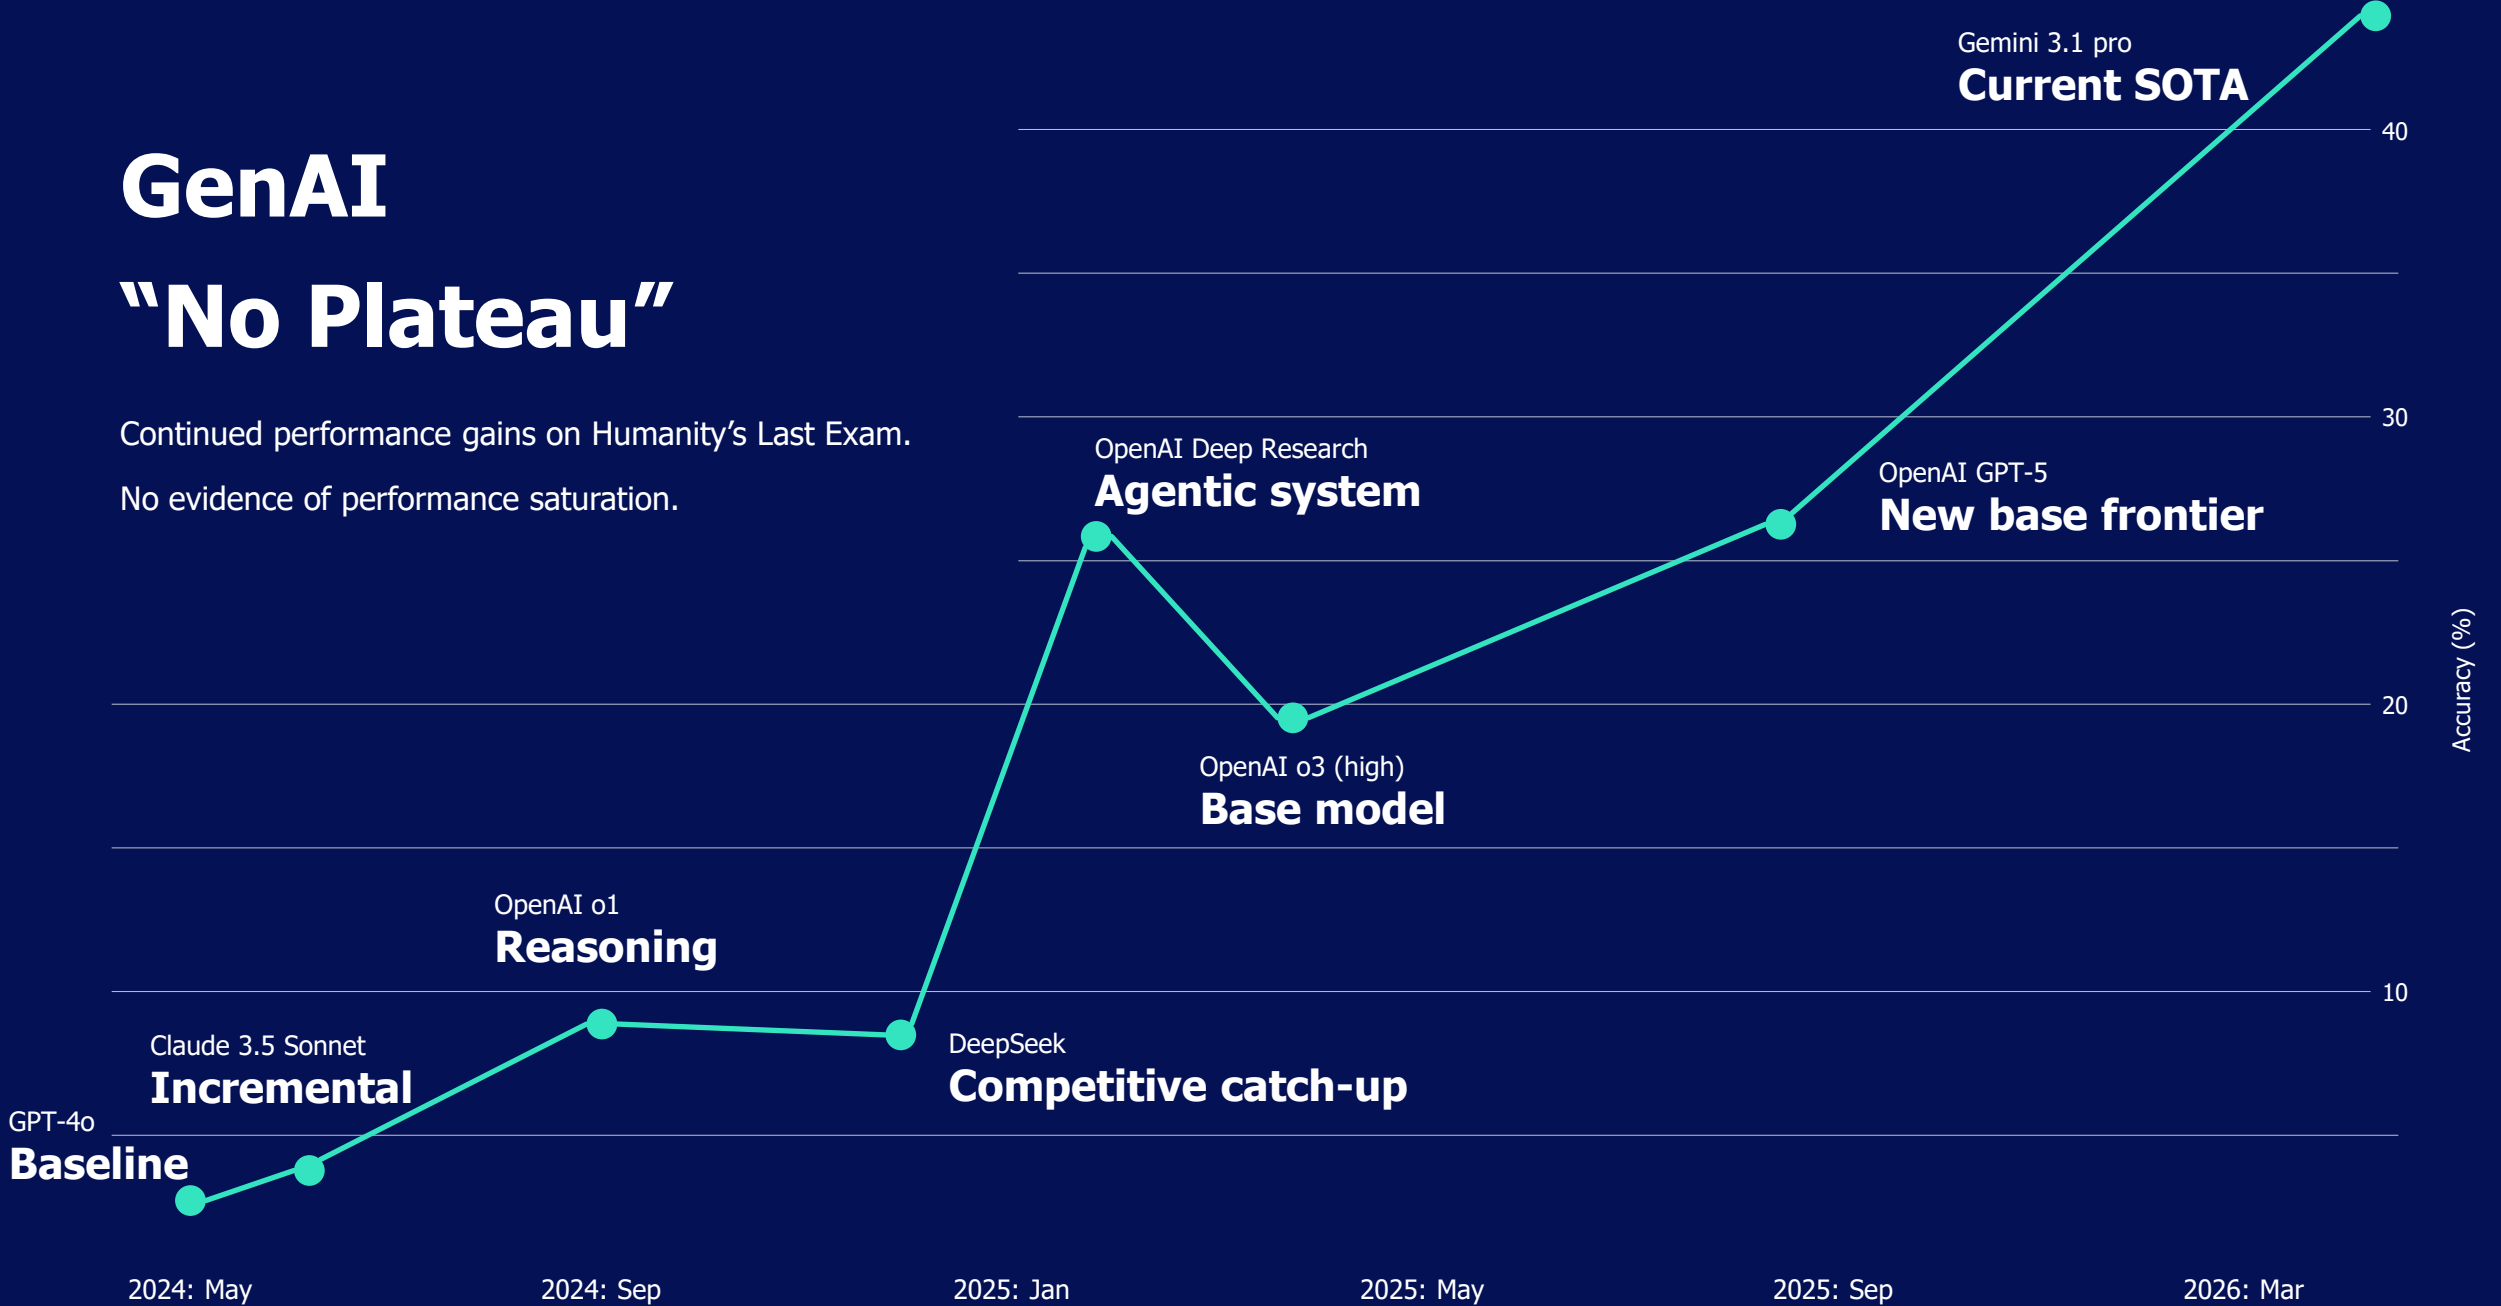 GenAI
“No Plateau”
Continued performance gains on Humanity’s Last Exam.
No evidence of performance saturation.
Gemini 3.1 pro
Current SOTA
40
30
OpenAI Deep Research
Agentic system
OpenAI GPT-5
New base frontier
Accuracy (%)
20
OpenAI o3 (high)
Base model
OpenAI o1
Reasoning
10
Claude 3.5 Sonnet
Incremental
DeepSeek
Competitive catch-up
GPT-4o
Baseline
2024: May
2024: Sep
2025: Jan
2025: May
2025: Sep
2026: Mar